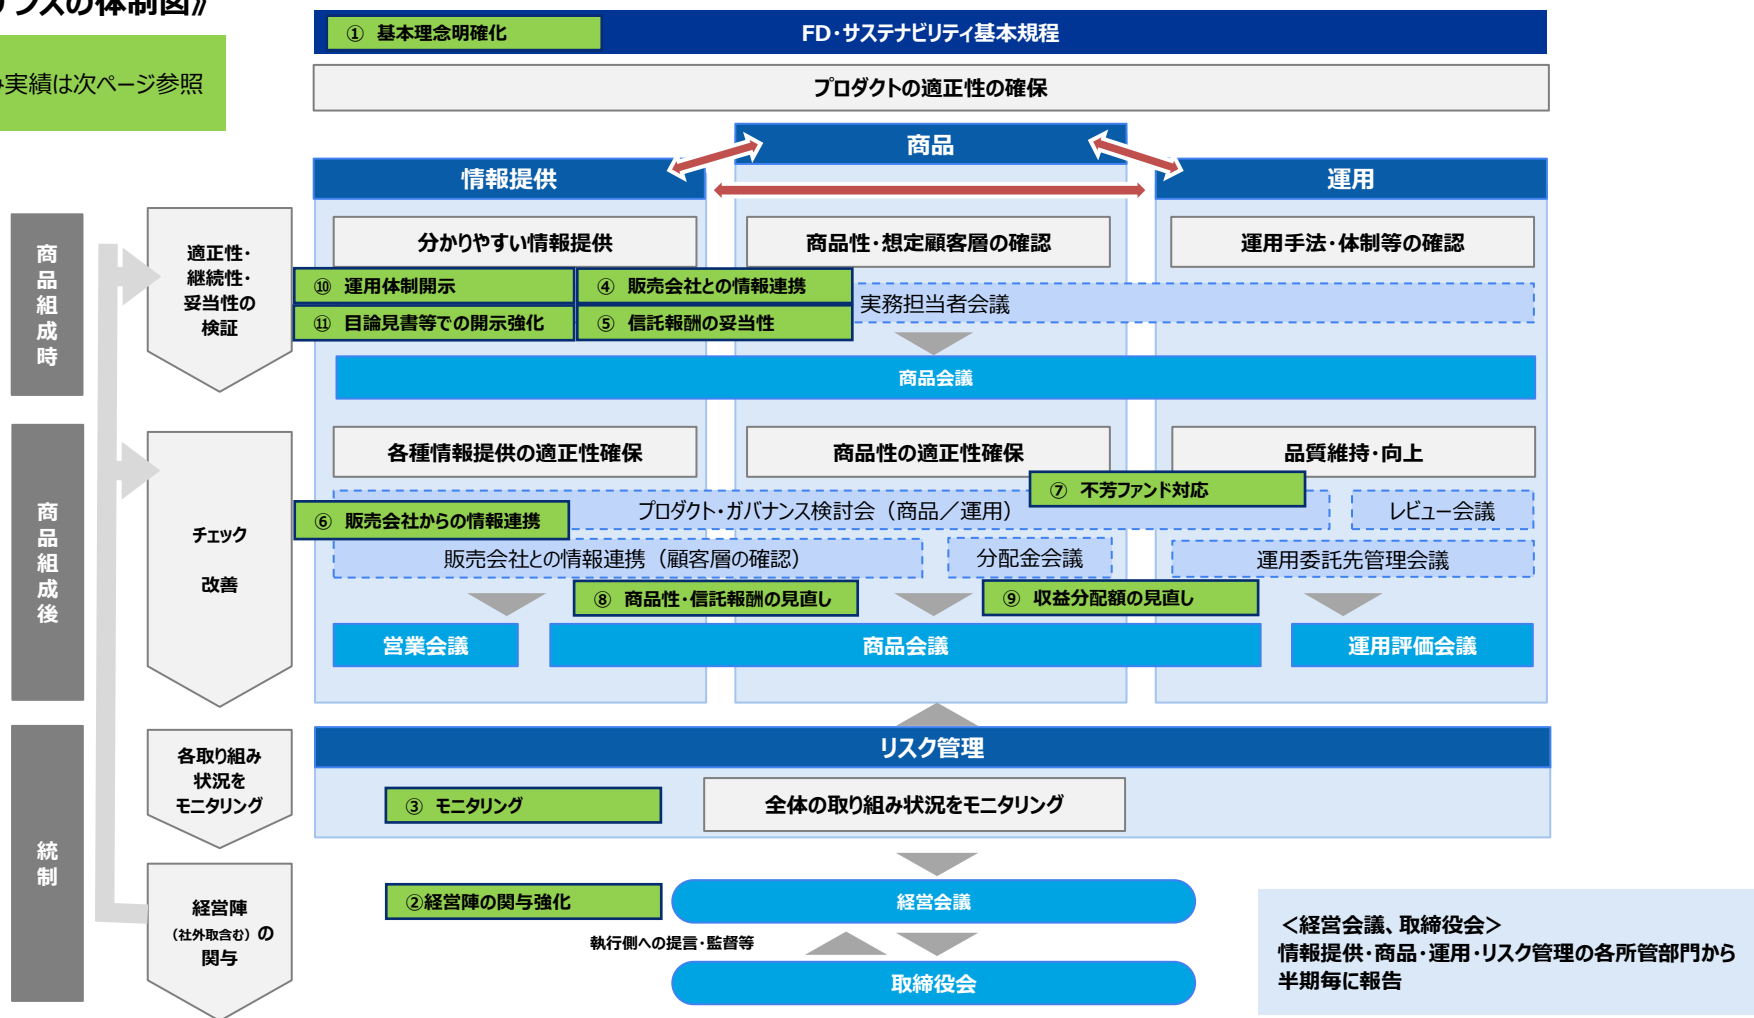 ンスの体制図》
実績は次ページ参照
① 基本理念明確化
FD・サステナビリティ基本規程
プロダクトの適正性の確保
商品
情報提供
運用
商品組成時
適正性・
継続性・
妥当性の
検証
分かりやすい情報提供
商品性・想定顧客層の確認
運用手法・体制等の確認
⑩ 運用体制開示
④ 販売会社との情報連携
実務担当者会議
⑪ 目論見書等での開示強化
⑤ 信託報酬の妥当性
商品会議
商品組成後
チェック
改善
各種情報提供の適正性確保
商品性の適正性確保
品質維持・向上
⑦ 不芳ファンド対応
⑥ 販売会社からの情報連携
プロダクト・ガバナンス検討会（商品／運用）
レビュー会議
販売会社との情報連携（顧客層の確認）
分配金会議
運用委託先管理会議
⑧ 商品性・信託報酬の見直し
⑨ 収益分配額の見直し
営業会議
商品会議
運用評価会議
統制
各取り組み
状況を
モニタリング
リスク管理
③ モニタリング
全体の取り組み状況をモニタリング
経営陣
（社外取含む）の
関与
②経営陣の関与強化
経営会議
執行側への提言・監督等
取締役会
＜経営会議、取締役会＞
情報提供・商品・運用・リスク管理の各所管部門から
半期毎に報告